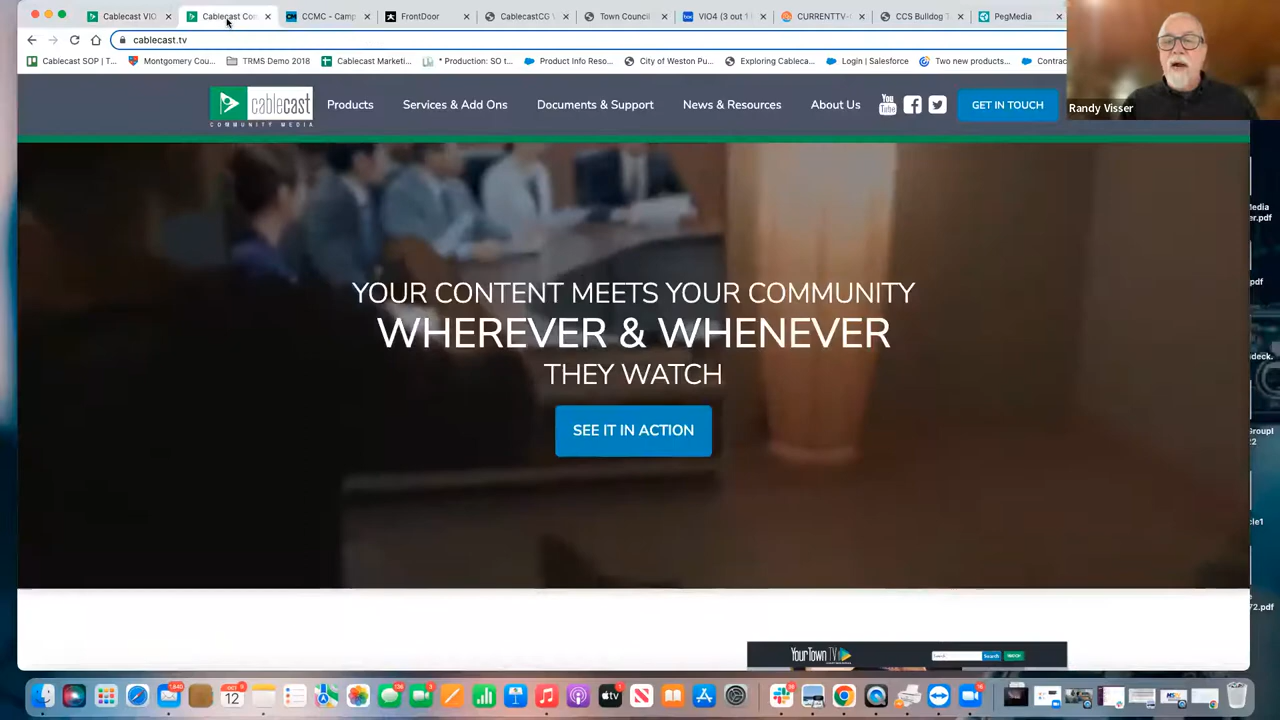 Cablecast VIO
Cablecast Con
CCMC - Camp
FrontDoor
CablecastCG V
Town Council
VIO4 (3 out 1
CURRENTTV-
CCS Bulldog T
PegMedia
cablecast.tv
Cablecast SOP | T...
Montgomery Cou...
TRMS Demo 2018
Cablecast Marketi...
* Production: SO t...
Product Info Reso...
City of Weston Pu...
Exploring Cableca...
Login | Salesforce
Two new products...
Contrac
Randy Visser
cablecast
COMMUNITY MEDIA
Products
Services & Add Ons
Documents & Support
News & Resources
About Us
You
Tube
GET IN TOUCH
YOUR CONTENT MEETS YOUR COMMUNITY
WHEREVER & WHENEVER
THEY WATCH
SEE IT IN ACTION
YourTown TV
Search